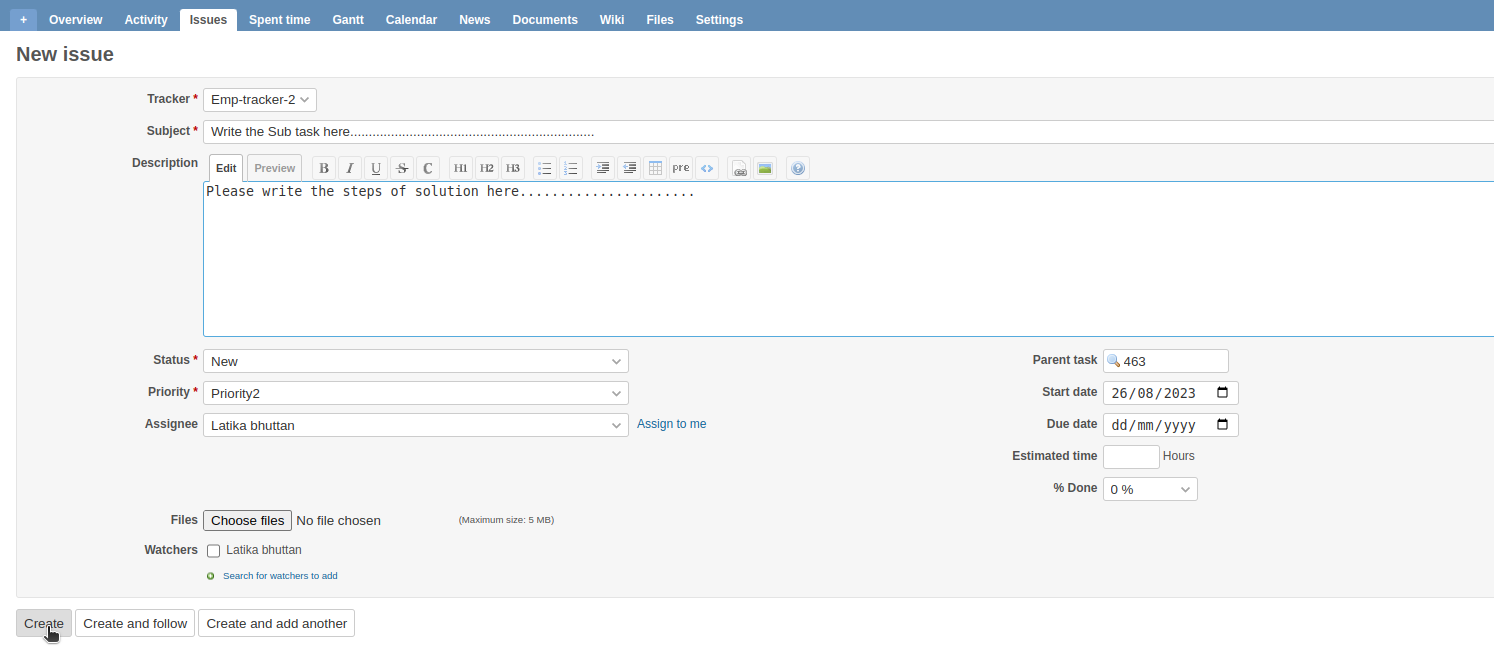 + Overview Activity Issues Spent time Gantt Calendar News Documents Wiki Files Settings
New issue
Tracker * Emp-tracker-2
Subject * Write the Sub task here..................................................................
Description Edit Preview B I U S C H1 H2 H3 pre <> ?
Please write the steps of solution here......................
Status * New Parent task 463
Priority * Priority2 Start date 26/08/2023
Assignee Latika bhuttan Assign to me Due date dd/mm/yyyy
Estimated time Hours
% Done 0 %
Files Choose files No file chosen (Maximum size: 5 MB)
Watchers Latika bhuttan
Search for watchers to add
Create Create and follow Create and add another